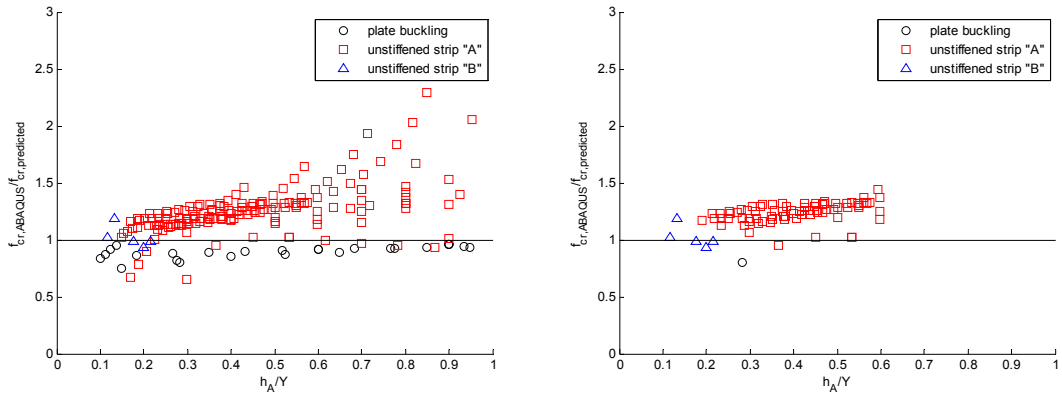 3
2.5
2
1.5
1
0.5
0
f_cr,ABAQUS/f_cr,predicted
0 0.1 0.2 0.3 0.4 0.5 0.6 0.7 0.8 0.9 1
h_A/Y
plate buckling
unstiffened strip "A"
unstiffened strip "B"
3
2.5
2
1.5
1
0.5
0
f_cr,ABAQUS/f_cr,predicted
0 0.1 0.2 0.3 0.4 0.5 0.6 0.7 0.8 0.9 1
h_A/Y
plate buckling
unstiffened strip "A"
unstiffened strip "B"